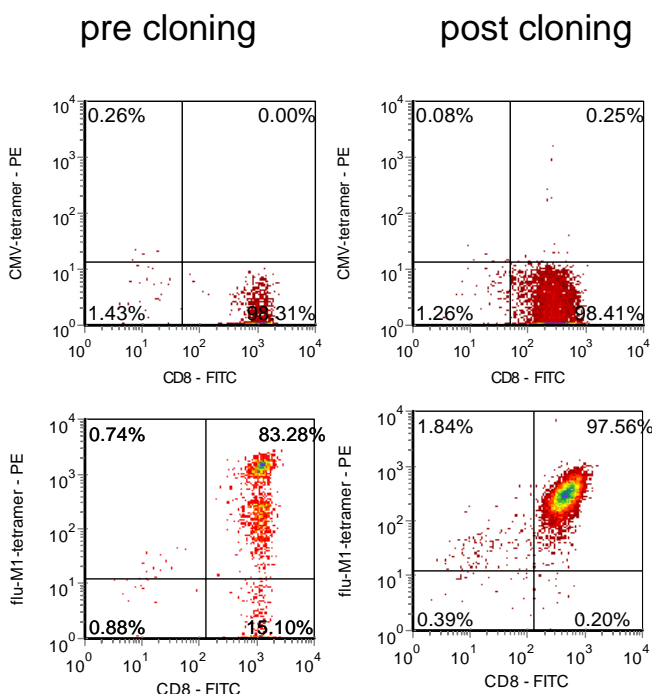 pre cloning
post cloning
10^4
0.26%
0.00%
10^3
CMV-tetramer - PE
10^2
10^1
1.43%
98.31%
10^0
10^0 10^1 10^2 10^3 10^4
CD8 - FITC
10^4
0.08%
0.25%
10^3
CMV-tetramer - PE
10^2
10^1
1.26%
98.41%
10^0
10^0 10^1 10^2 10^3 10^4
CD8 - FITC
10^4
0.74%
83.28%
10^3
flu-M1-tetramer - PE
10^2
10^1
0.88%
15.10%
10^0
10^0 10^1 10^2 10^3 10^4
CD8 - FITC
10^4
1.84%
97.56%
10^3
flu-M1-tetramer - PE
10^2
10^1
0.39%
0.20%
10^0
10^0 10^1 10^2 10^3 10^4
CD8 - FITC